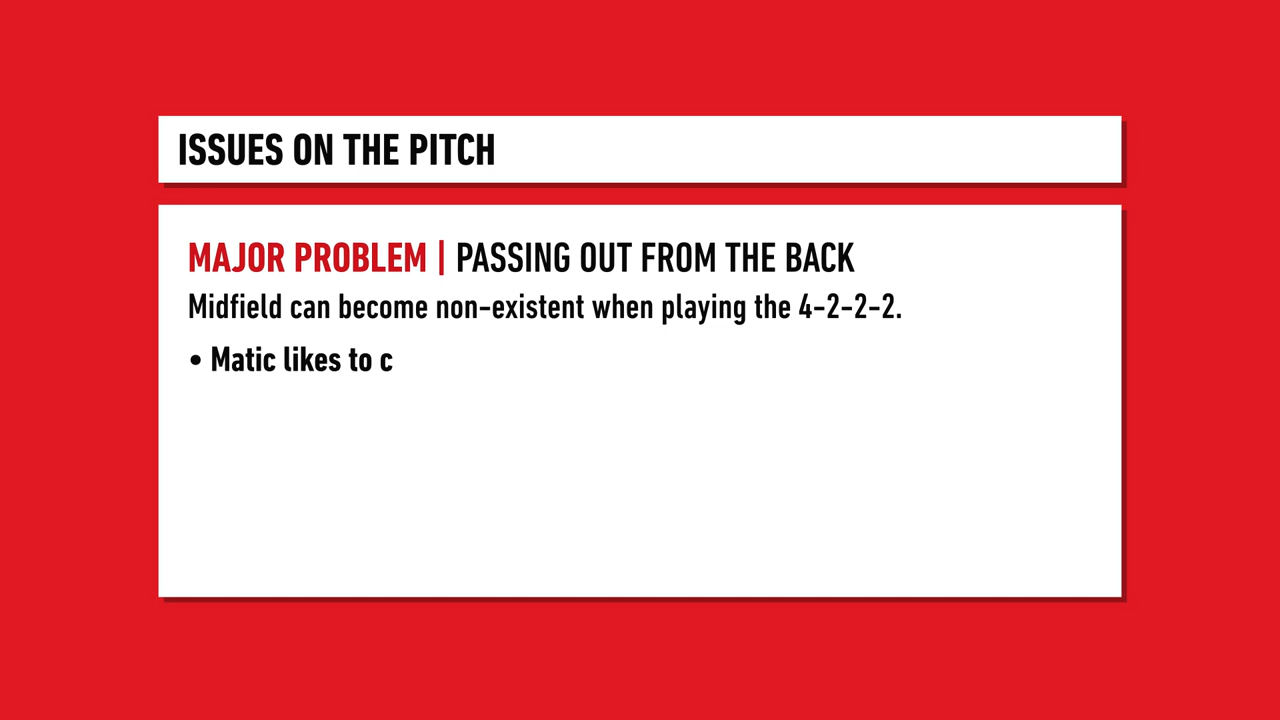 ISSUES ON THE PITCH
MAJOR PROBLEM | PASSING OUT FROM THE BACK
Midfield can become non-existent when playing the 4-2-2-2.
• Matic likes to c